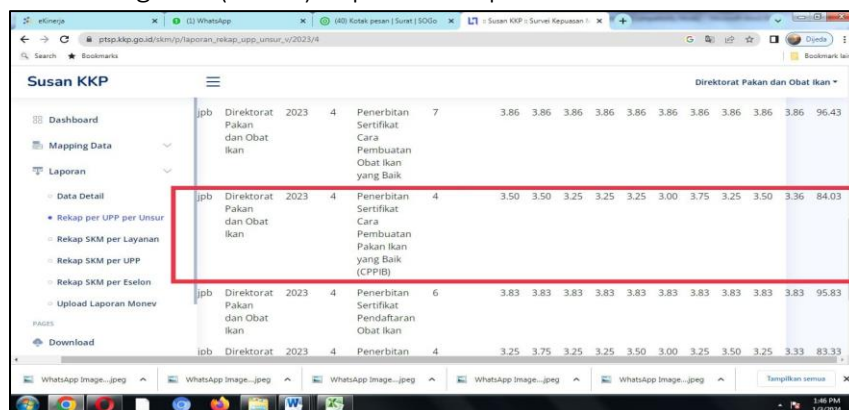 eKinerja
(1) WhatsApp
(40) Kotak pesan | Surat | SOGo
:: Susan KKP :: Survei Kepuasan
ptsp.kkp.go.id/skm/p/laporan_rekap_upp_unsur_v/2023/4
Dijeda
Search
Bookmarks
Bookmark lain
Susan KKP
Direktorat Pakan dan Obat Ikan
Dashboard
Mapping Data
Laporan
Data Detail
Rekap per UPP per Unsur
Rekap SKM per Layanan
Rekap SKM per UPP
Rekap SKM per Eselon
Upload Laporan Monev
PAGES
Download
jpb Direktorat 2023 4 Penerbitan 7 3.86 3.86 3.86 3.86 3.86 3.86 3.86 3.86 3.86 3.86 96.43
Pakan Sertifikat
dan Obat Cara
Ikan Pembuatan
Obat Ikan
yang Baik
jpb Direktorat 2023 4 Penerbitan 4 3.50 3.50 3.25 3.25 3.25 3.00 3.75 3.25 3.50 3.36 84.03
Pakan Sertifikat
dan Obat Cara
Ikan Pembuatan
Pakan Ikan
yang Baik
(CPPIB)
jpb Direktorat 2023 4 Penerbitan 6 3.83 3.83 3.83 3.83 3.83 3.83 3.83 3.83 3.83 3.83 95.83
Pakan Sertifikat
dan Obat Pendaftaran
Ikan Obat Ikan
jpb Direktorat 2023 4 Penerbitan 4 3.25 3.75 3.25 3.25 3.50 3.00 3.25 3.50 3.25 3.33 83.33
WhatsApp Image....jpeg
WhatsApp Image....jpeg
WhatsApp Image....jpeg
WhatsApp Image....jpeg
WhatsApp Image....jpeg
WhatsApp Image....jpeg
Tampilkan semua
1:46 PM
1/3/2024